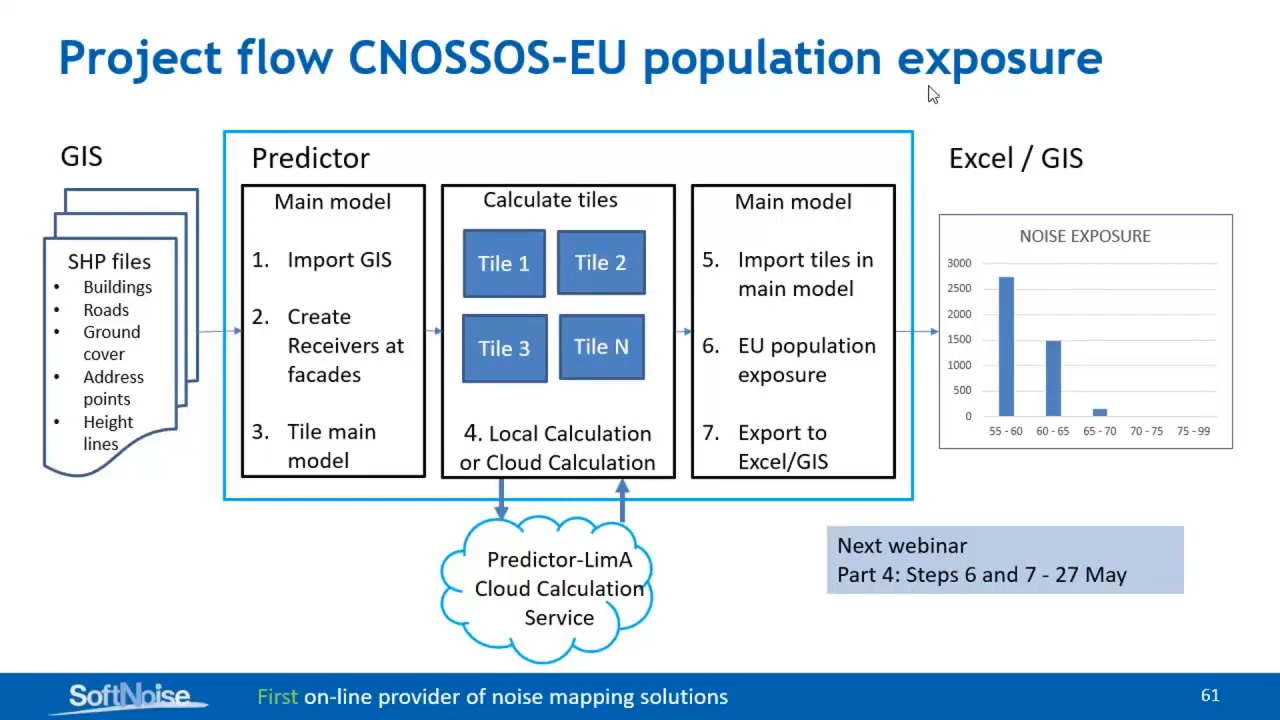 Project flow CNOSSOS-EU population exposure
GIS
SHP files
• Buildings
• Roads
• Ground
cover
• Address
points
• Height
lines
Predictor
Main model
1. Import GIS
2. Create
Receivers at
facades
3. Tile main
model
Calculate tiles
Tile 1
Tile 2
Tile 3
Tile N
4. Local Calculation
or Cloud Calculation
Main model
5. Import tiles in
main model
6. EU population
exposure
7. Export to
Excel/GIS
Excel / GIS
NOISE EXPOSURE
3000
2500
2000
1500
1000
500
0
55 - 60
60 - 65
65 - 70
70 - 75
75 - 99
Predictor-LimA
Cloud Calculation
Service
Next webinar
Part 4: Steps 6 and 7 - 27 May
SoftNoise
First on-line provider of noise mapping solutions
61